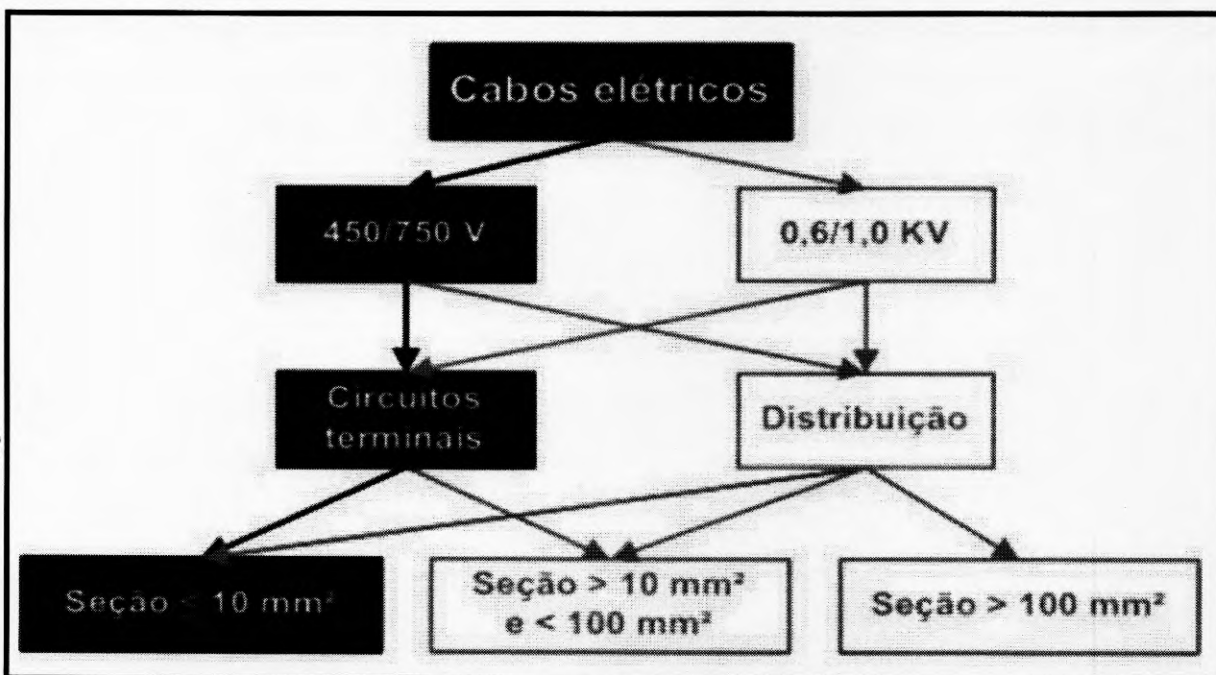 Cabos elétricos
450/750 V
0,6/1,0 KV
Circuitos
terminais
Distribuição
Seção < 10 mm²
Seção > 10 mm²
e < 100 mm²
Seção > 100 mm²